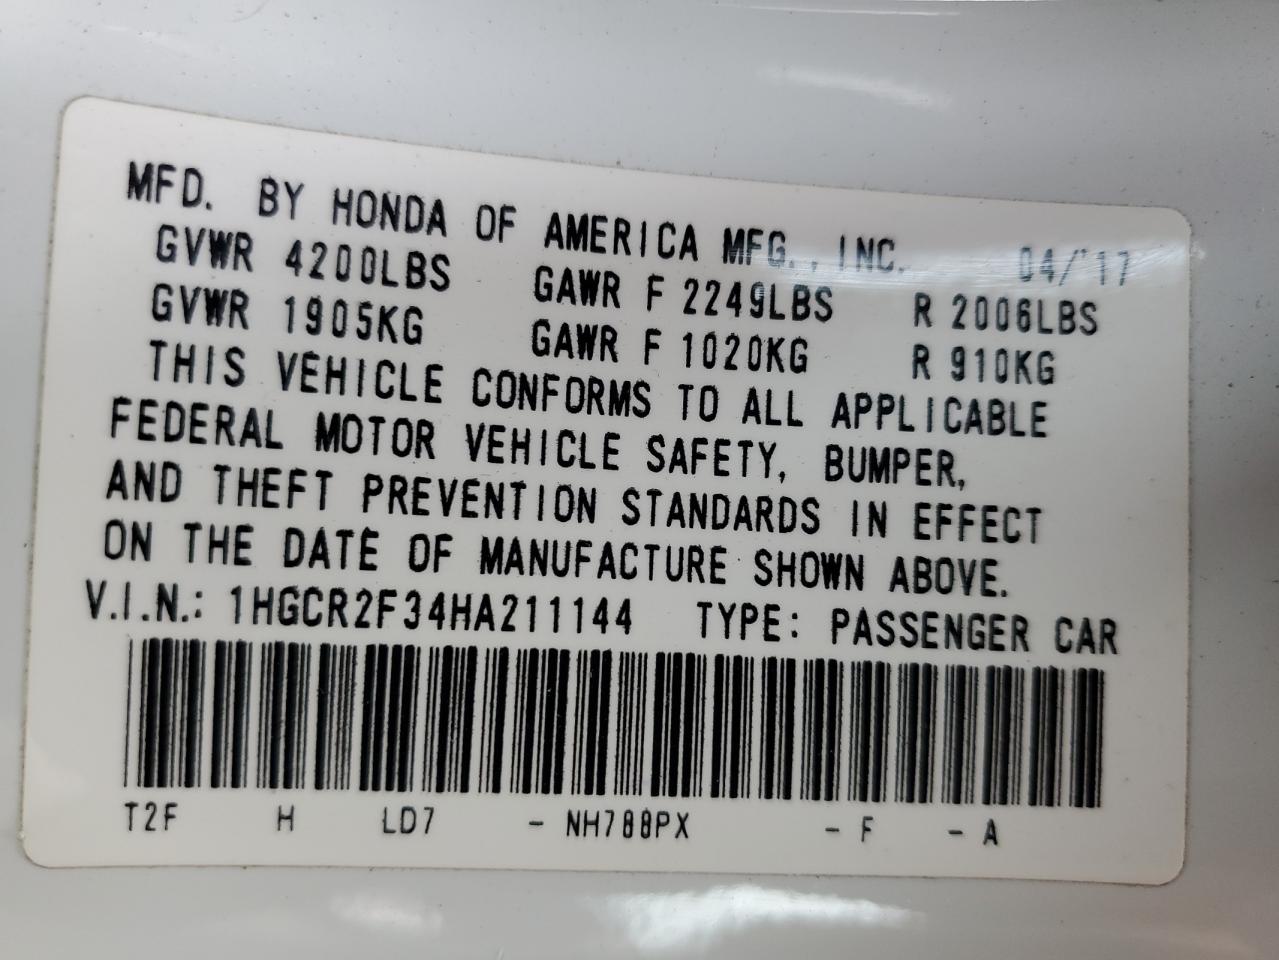 MFD. BY HONDA OF AMERICA MFG., INC. 04/'17
GVWR 4200LBS GAWR F 2249LBS R 2006LBS
GVWR 1905KG GAWR F 1020KG R 910KG
THIS VEHICLE CONFORMS TO ALL APPLICABLE
FEDERAL MOTOR VEHICLE SAFETY, BUMPER,
AND THEFT PREVENTION STANDARDS IN EFFECT
ON THE DATE OF MANUFACTURE SHOWN ABOVE.
V.I.N.: 1HGCR2F34HA211144 TYPE: PASSENGER CAR
T2F H LD7 - NH788PX - F - A